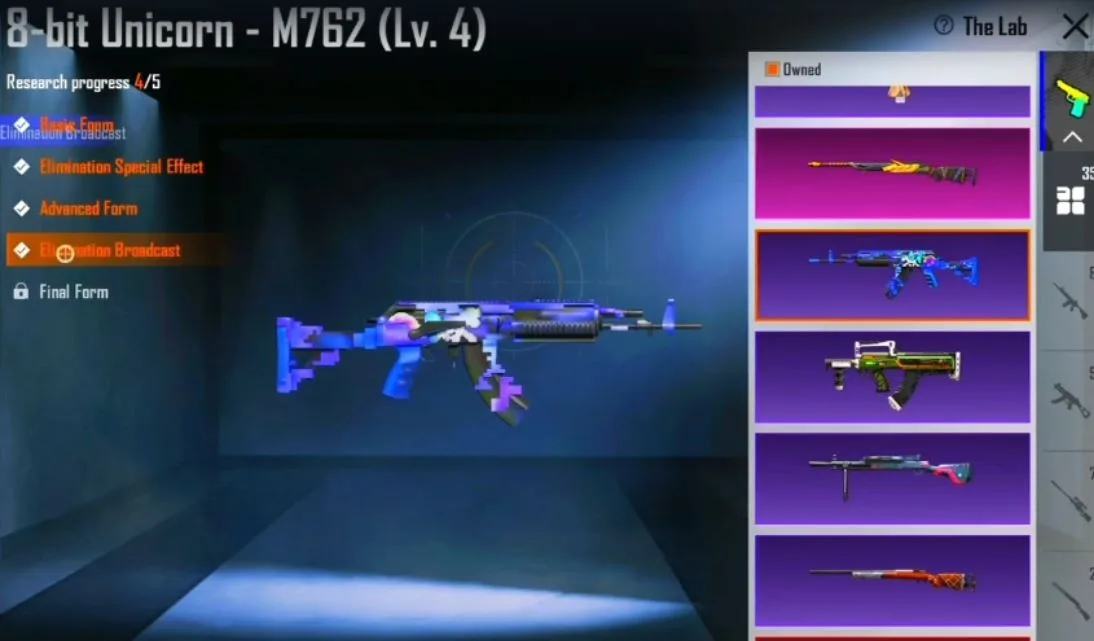 8-bit Unicorn - M762 (Lv. 4)
The Lab
Research progress 4/5
Basic Form
Elimination Broadcast
Elimination Special Effect
Advanced Form
Elimination Broadcast
Final Form
Owned